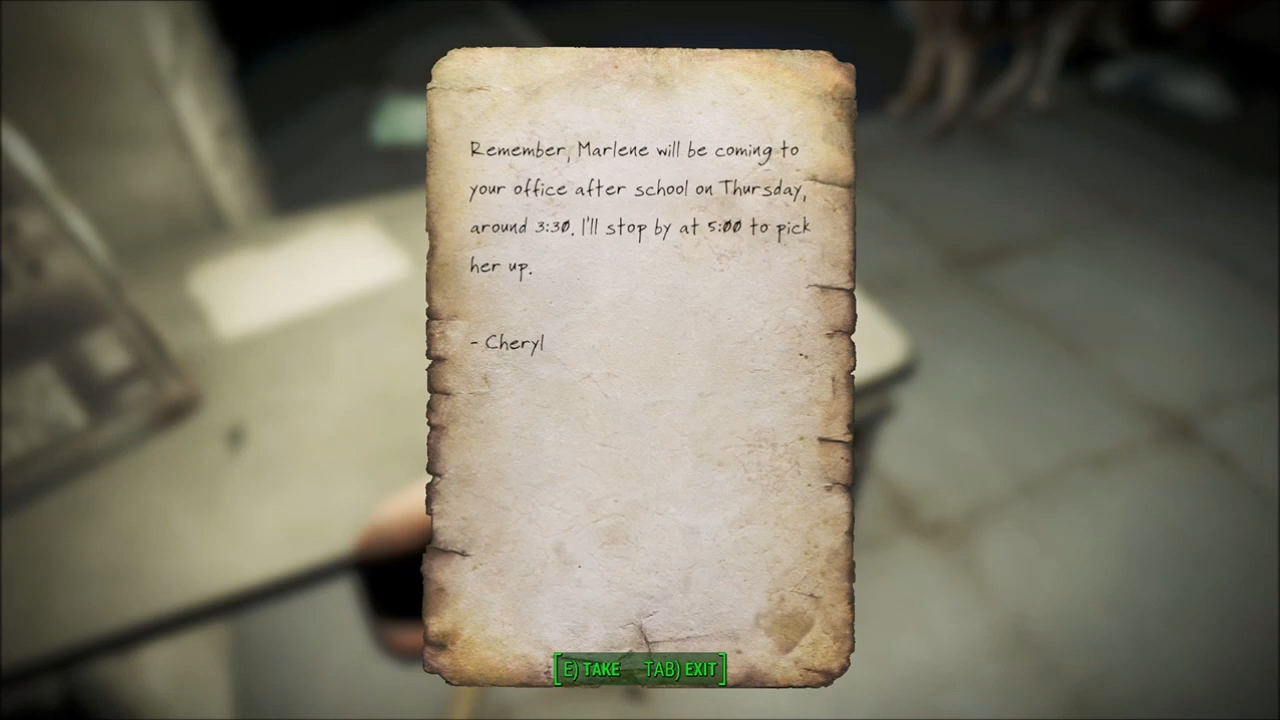 Remember, Marlene will be coming to
your office after school on Thursday,
around 3:30. I'll stop by at 5:00 to pick
her up.
- Cheryl
E) TAKE TAB) EXIT